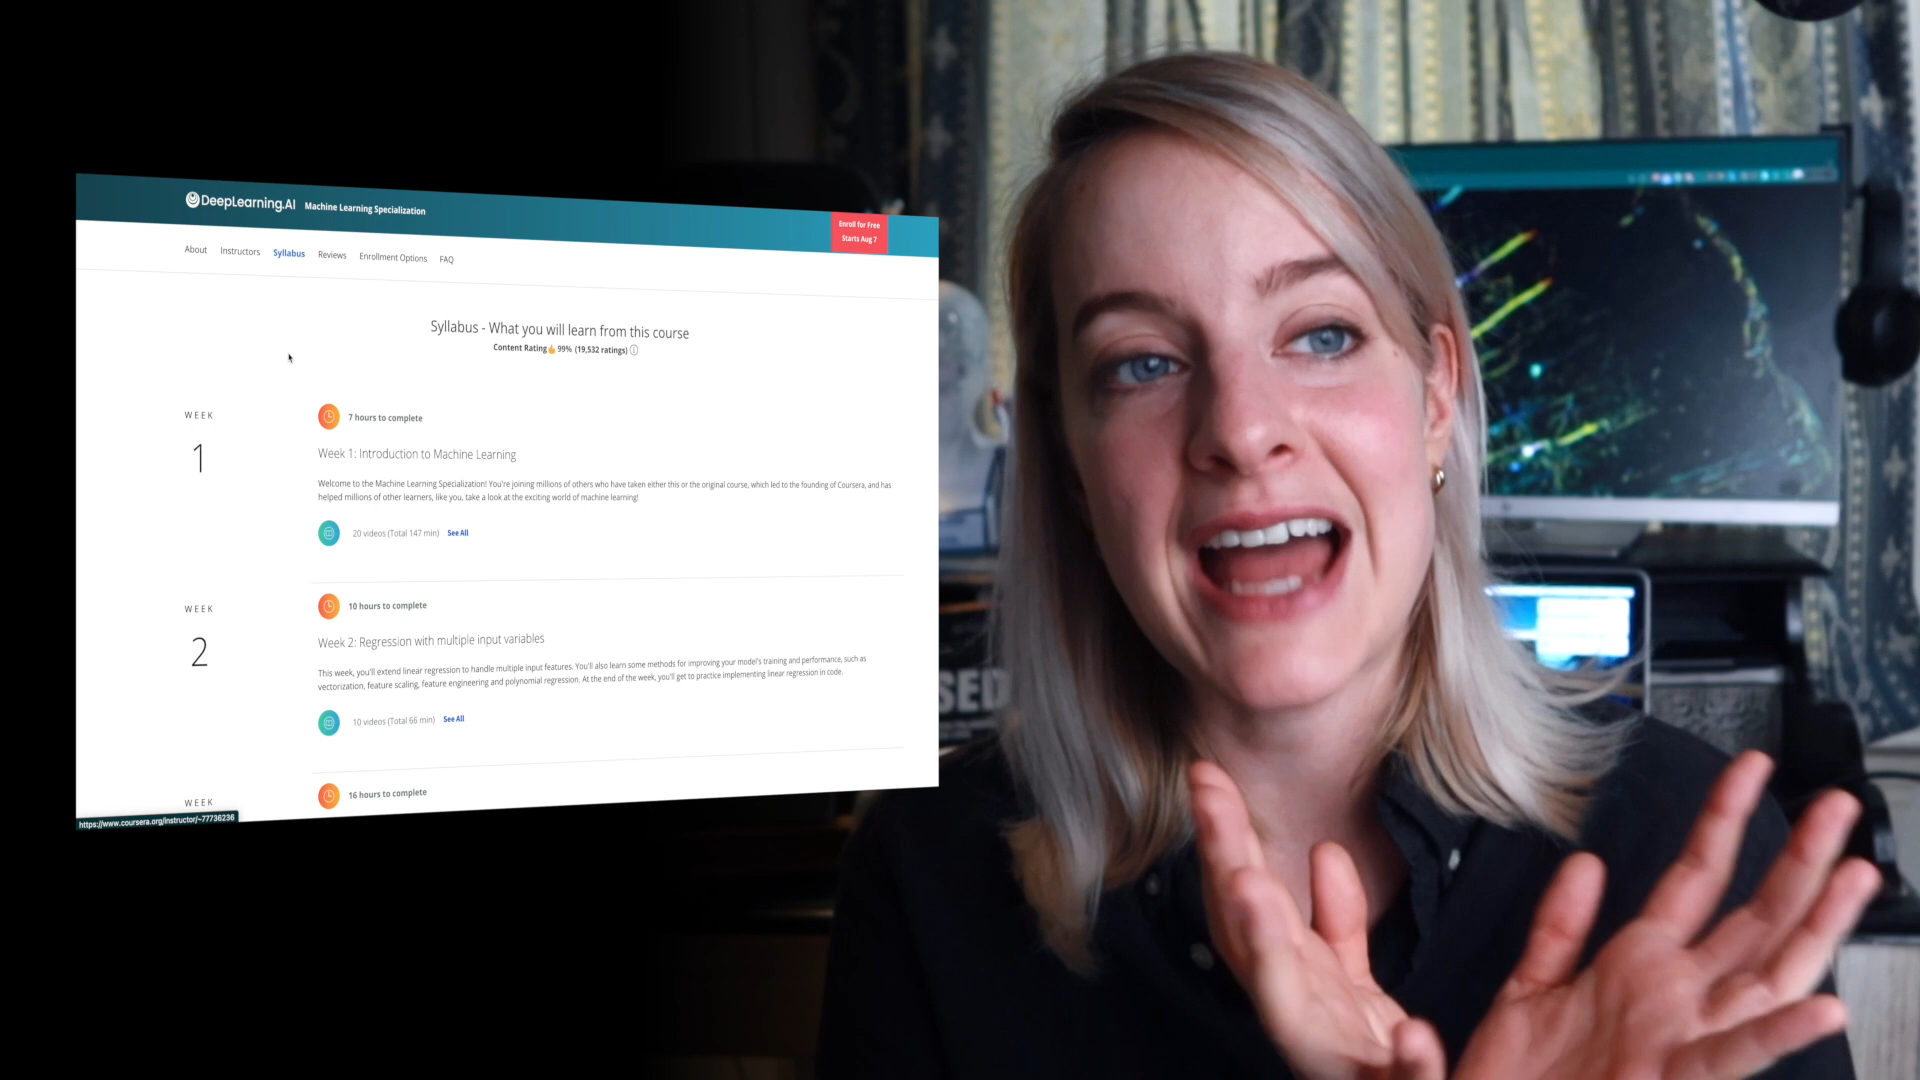 DeepLearning.AI Machine Learning Specialization
Enroll for Free
Starts Aug 7
About Instructors Syllabus Reviews Enrollment Options FAQ
Syllabus - What you will learn from this course
Content Rating 99% (19,532 ratings)
WEEK
1
7 hours to complete
Week 1: Introduction to Machine Learning
Welcome to the Machine Learning Specialization! You're joining millions of others who have taken either this or the original course, which led to the founding of Coursera, and has
helped millions of other learners, like you, take a look at the exciting world of machine learning!
20 videos (Total 147 min) See All
WEEK
2
10 hours to complete
Week 2: Regression with multiple input variables
This week, you'll extend linear regression to handle multiple input features. You'll also learn some methods for improving your model's training and performance, such as
vectorization, feature scaling, feature engineering and polynomial regression. At the end of the week, you'll get to practice implementing linear regression in code.
10 videos (Total 66 min) See All
WEEK
16 hours to complete
https://www.coursera.org/instructor/~77736236
SED